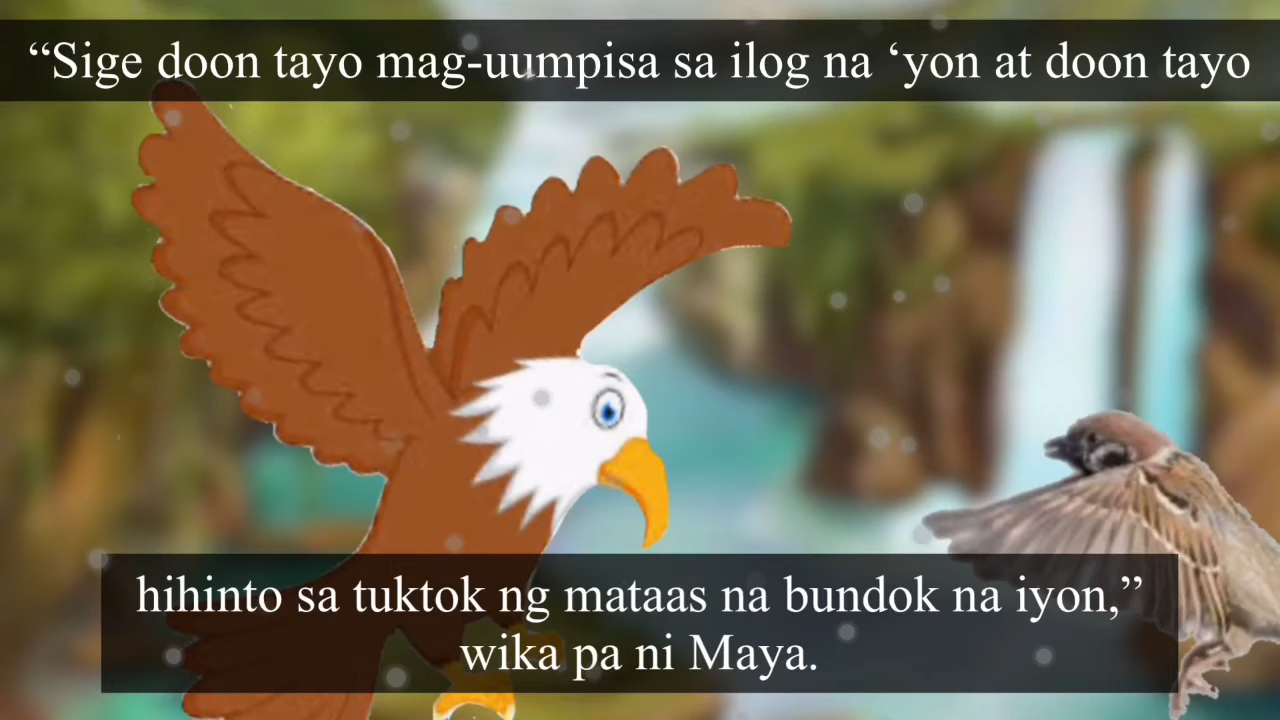 “Sige doon tayo mag-uumpisa sa ilog na ‘yon at doon tayo
hihinto sa tuktok ng mataas na bundok na iyon,”
wika pa ni Maya.